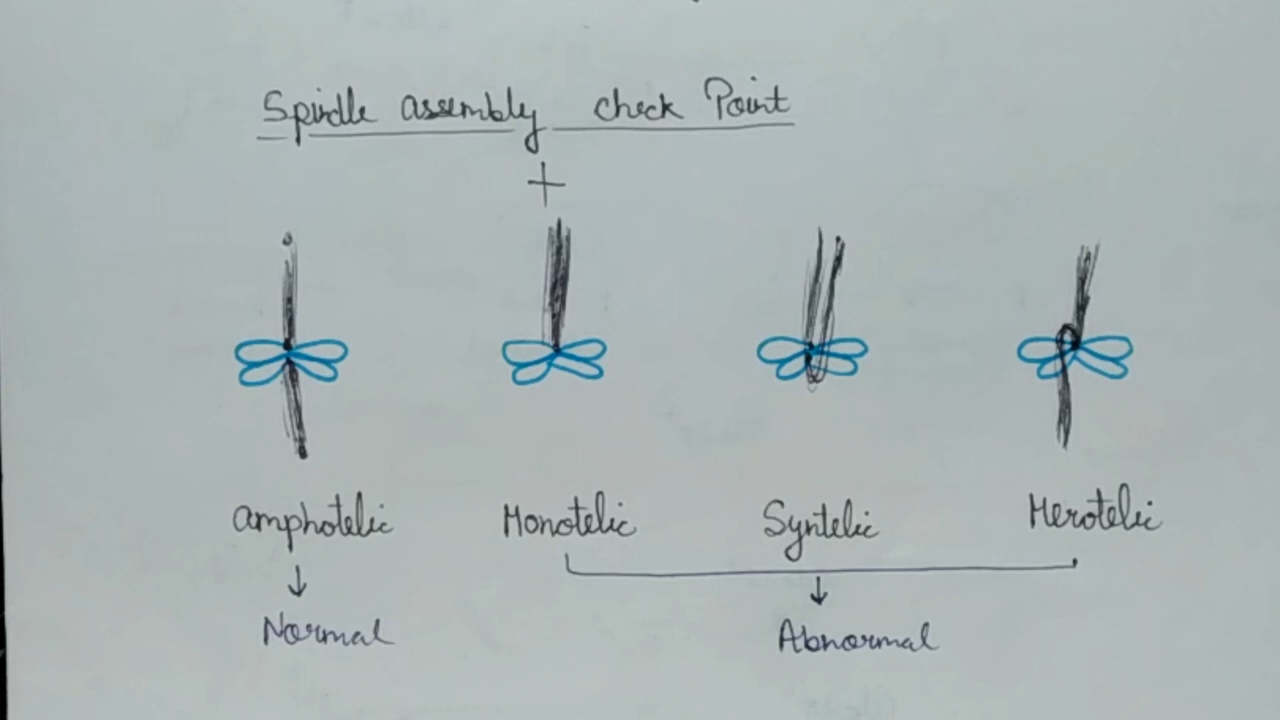 Spindle assembly check Point
+
amphotelic Monotelic Syntelic Merotelic
Normal Abnormal